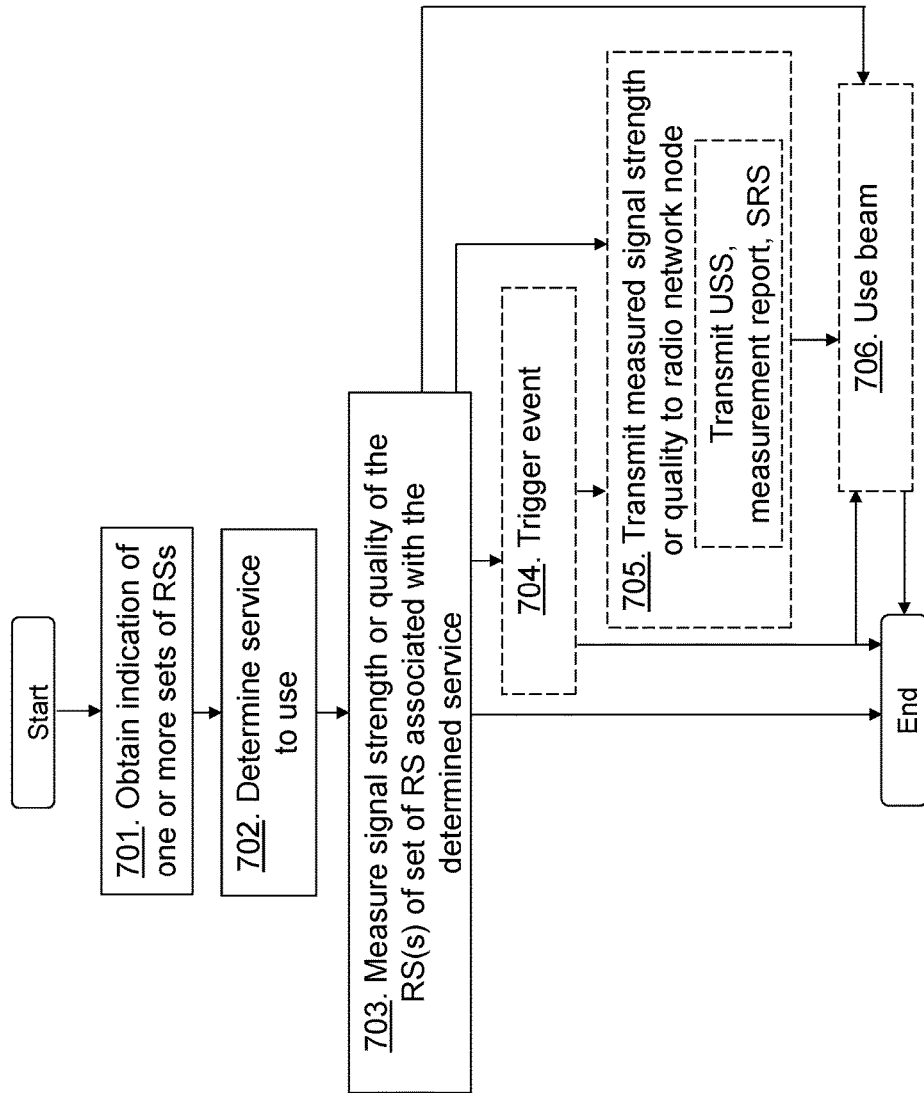 Start
701. Obtain indication of
one or more sets of RSs
702. Determine service
to use
703. Measure signal strength or quality of the
RS(s) of set of RS associated with the
determined service
704. Trigger event
705. Transmit measured signal strength
or quality to radio network node
Transmit USS,
measurement report, SRS
706. Use beam
End